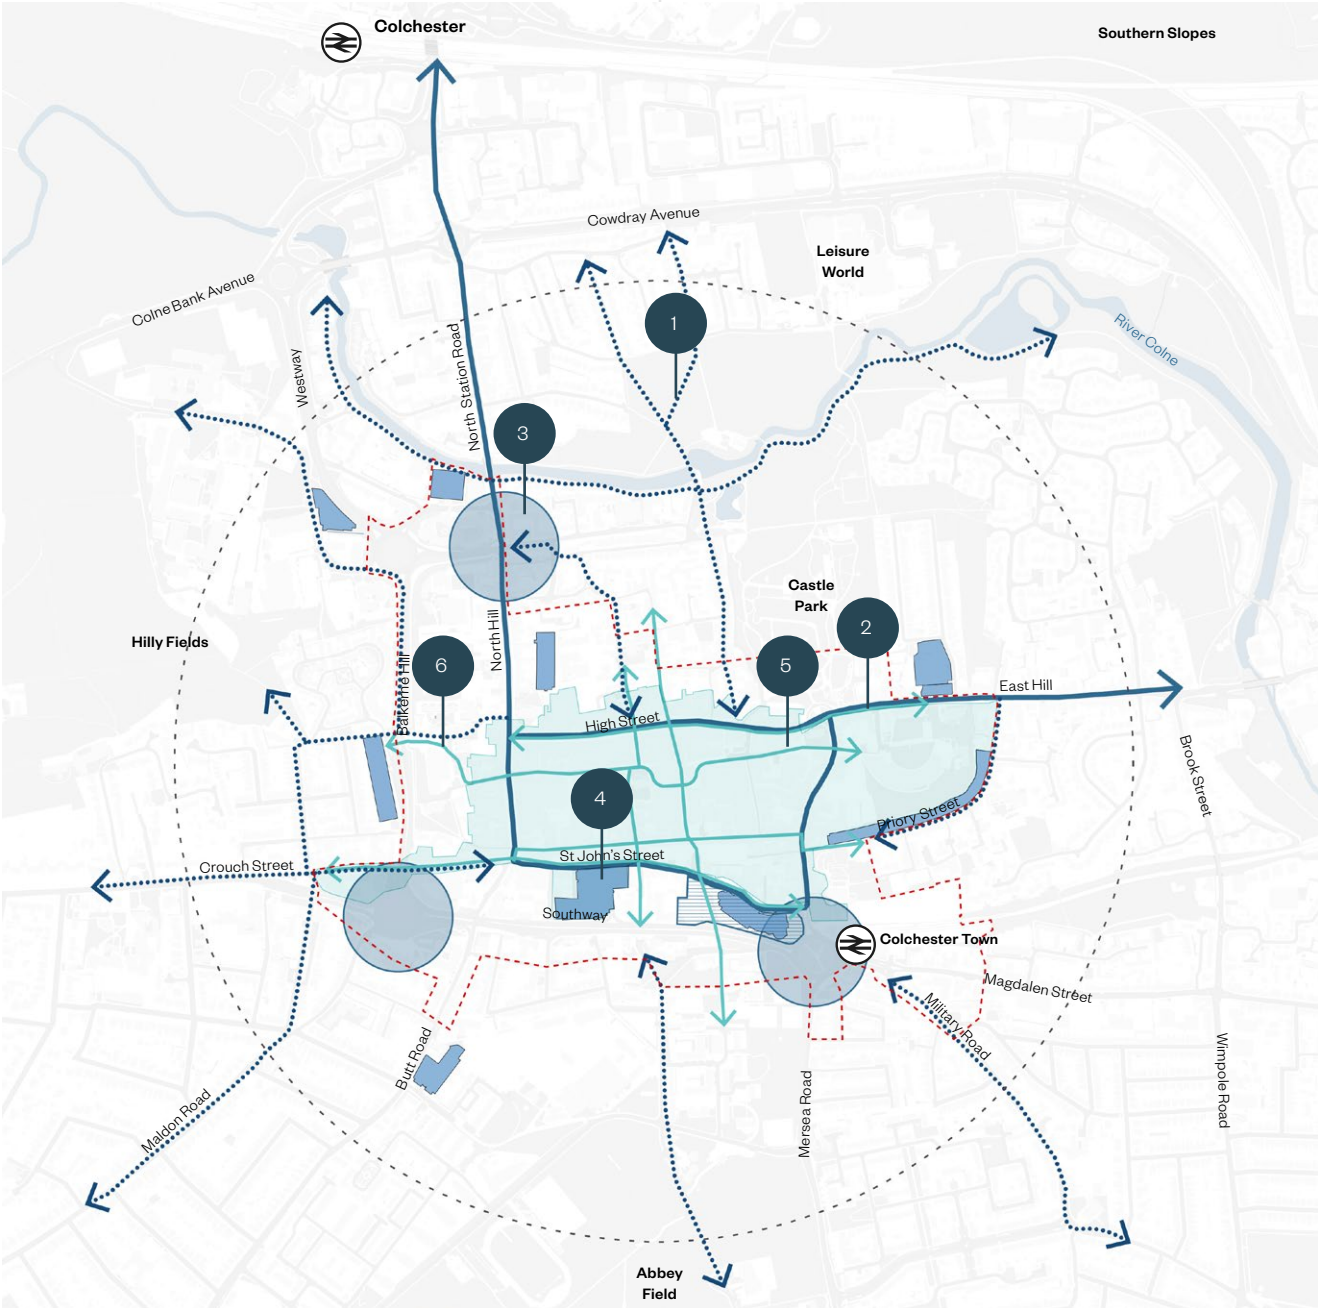 Colchester
Southern Slopes
Cowdray Avenue
Leisure
World
Colne Bank Avenue
River Colne
1
Westway
North Station Road
3
Castle
Park
2
Hilly Fields
North Hill
6
5
Balkerne Hill
East Hill
High Street
Brook Street
4
Priory Street
St John's Street
Crouch Street
Southway
Colchester Town
Magdalen Street
Military Road
Butt Road
Mersea Road
Wimpole Road
Maldon Road
Abbey
Field